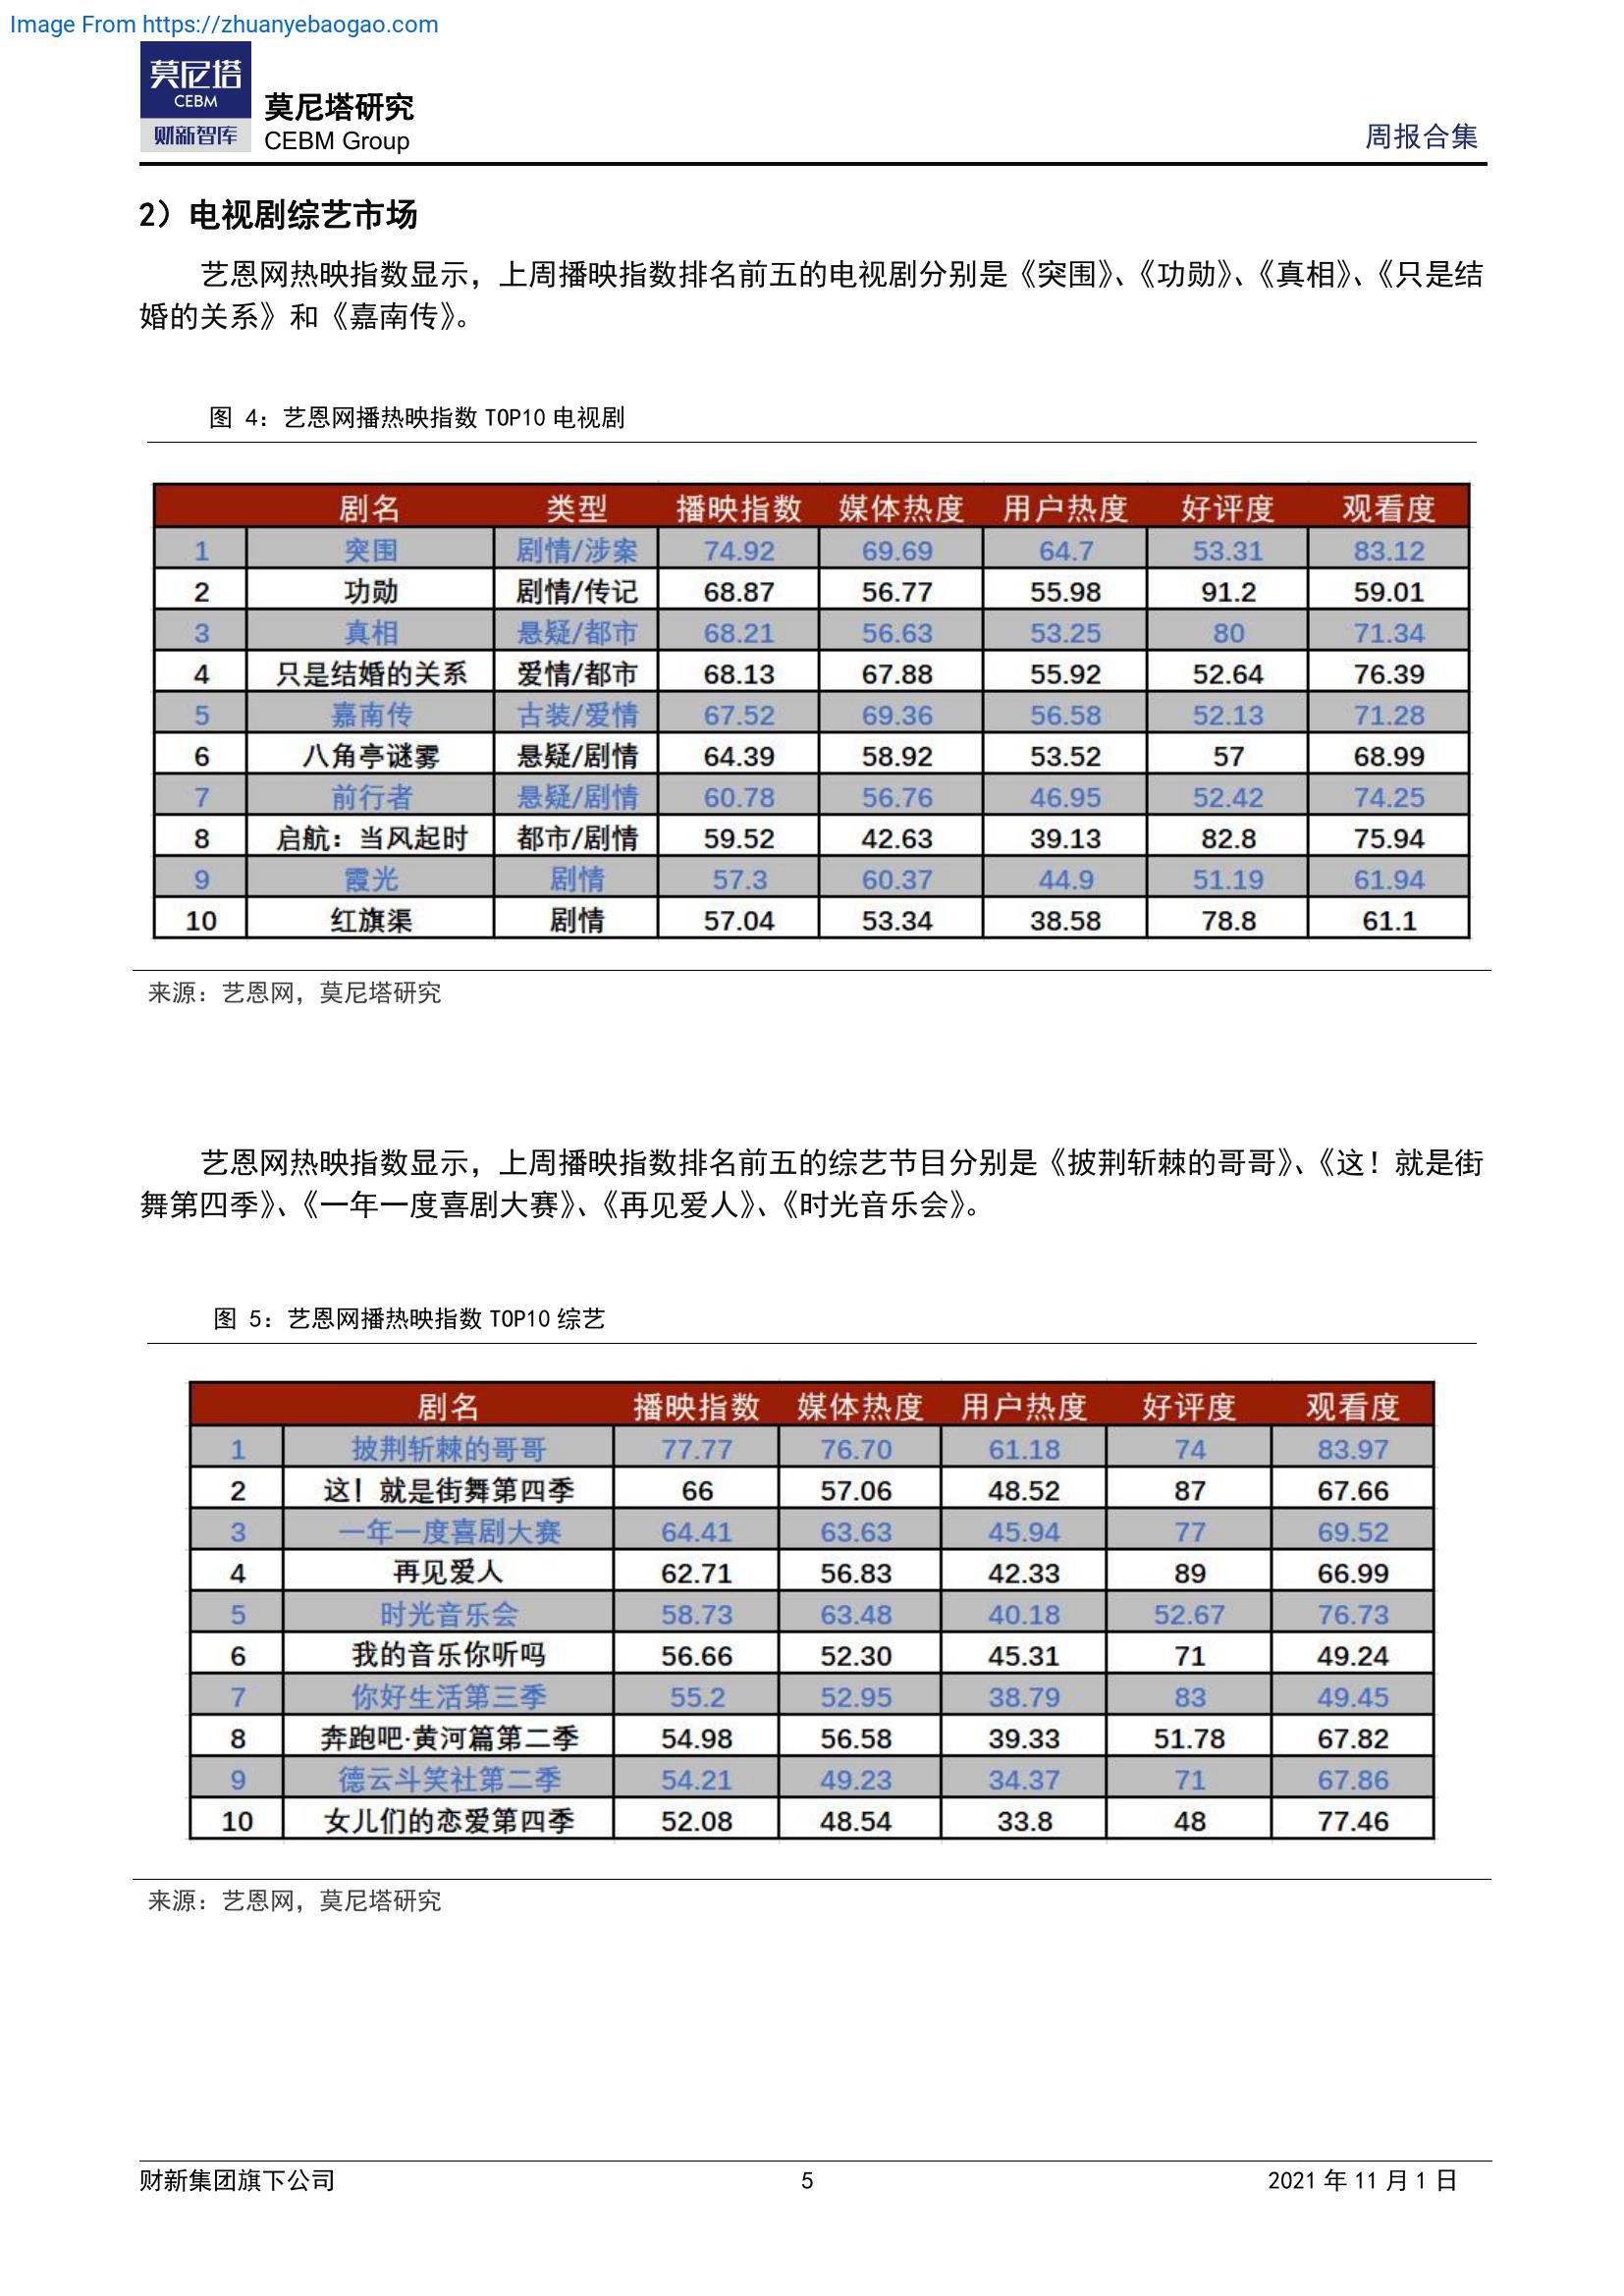 Image From https://zhuanyebaogao.com
莫尼塔
CEBM
财新智库
莫尼塔研究
CEBM Group
周报合集
2）电视剧综艺市场
艺恩网热映指数显示，上周播映指数排名前五的电视剧分别是《突围》、《功勋》、《真相》、《只是结
婚的关系》和《嘉南传》。
图 4：艺恩网播热映指数 TOP10 电视剧
剧名 类型 播映指数 媒体热度 用户热度 好评度 观看度
1 突围 剧情/涉案 74.92 69.69 64.7 53.31 83.12
2 功勋 剧情/传记 68.87 56.77 55.98 91.2 59.01
3 真相 悬疑/都市 68.21 56.63 53.25 80 71.34
4 只是结婚的关系 爱情/都市 68.13 67.88 55.92 52.64 76.39
5 嘉南传 古装/爱情 67.52 69.36 56.58 52.13 71.28
6 八角亭谜雾 悬疑/剧情 64.39 58.92 53.52 57 68.99
7 前行者 悬疑/剧情 60.78 56.76 46.95 52.42 74.25
8 启航：当风起时 都市/剧情 59.52 42.63 39.13 82.8 75.94
9 霞光 剧情 57.3 60.37 44.9 51.19 61.94
10 红旗渠 剧情 57.04 53.34 38.58 78.8 61.1
来源：艺恩网，莫尼塔研究
艺恩网热映指数显示，上周播映指数排名前五的综艺节目分别是《披荆斩棘的哥哥》、《这！就是街
舞第四季》、《一年一度喜剧大赛》、《再见爱人》、《时光音乐会》。
图 5：艺恩网播热映指数 TOP10 综艺
剧名 播映指数 媒体热度 用户热度 好评度 观看度
1 披荆斩棘的哥哥 77.77 76.70 61.18 74 83.97
2 这！就是街舞第四季 66 57.06 48.52 87 67.66
3 一年一度喜剧大赛 64.41 63.63 45.94 77 69.52
4 再见爱人 62.71 56.83 42.33 89 66.99
5 时光音乐会 58.73 63.48 40.18 52.67 76.73
6 我的音乐你听吗 56.66 52.30 45.31 71 49.24
7 你好生活第三季 55.2 52.95 38.79 83 49.45
8 奔跑吧·黄河篇第二季 54.98 56.58 39.33 51.78 67.82
9 德云斗笑社第二季 54.21 49.23 34.37 71 67.86
10 女儿们的恋爱第四季 52.08 48.54 33.8 48 77.46
来源：艺恩网，莫尼塔研究
财新集团旗下公司
5
2021 年 11 月 1 日